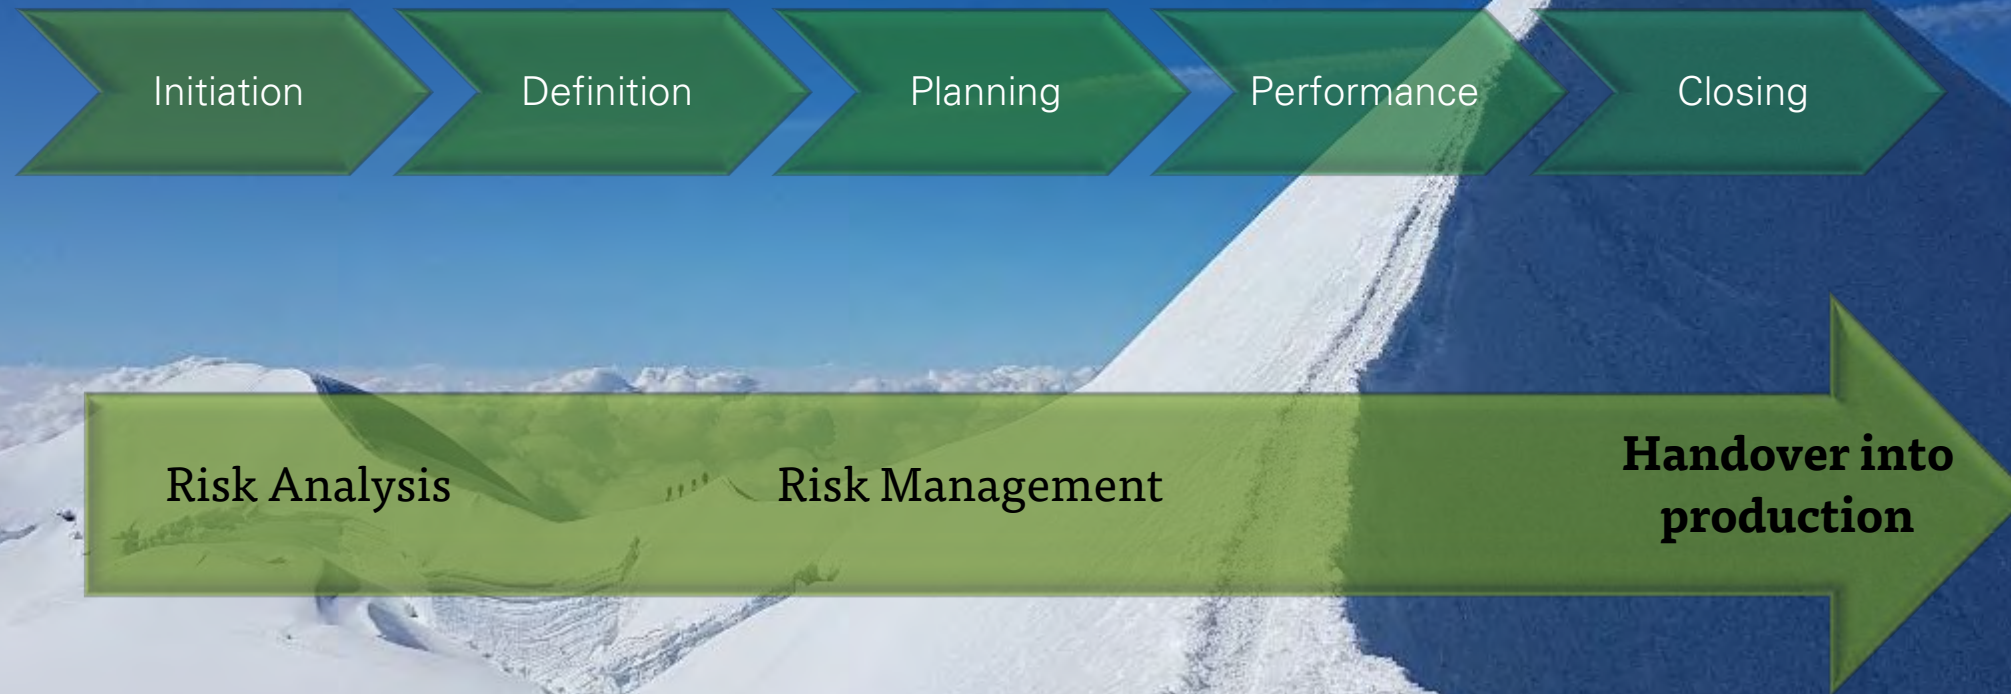 Initiation
Definition
Planning
Performance
Closing
Risk Analysis
Risk Management
Handover into
production